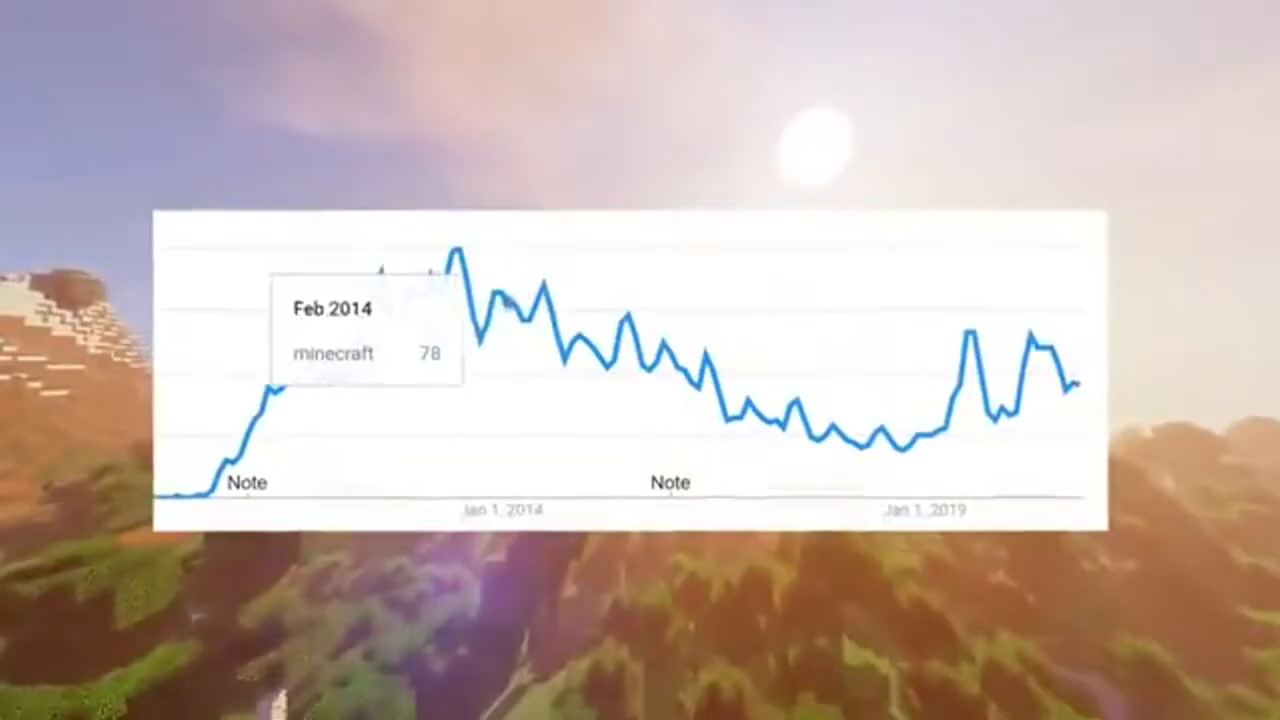 Feb 2014
minecraft 78
Note
Note
Jan 1, 2014
Jan 1, 2019